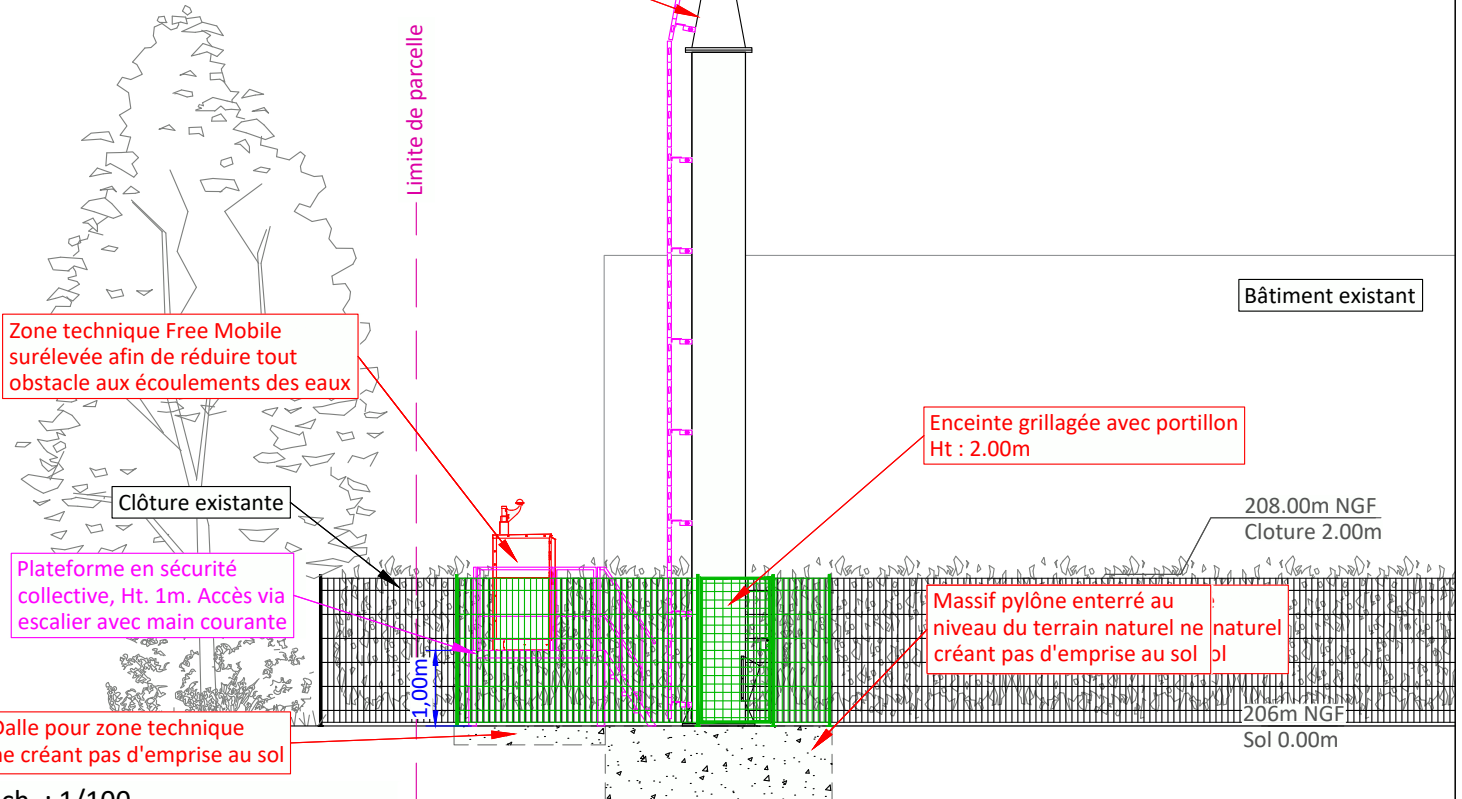 Limite de parcelle
Bâtiment existant
Zone technique Free Mobile
surélevée afin de réduire tout
obstacle aux écoulements des eaux
Enceinte grillagée avec portillon
Ht : 2.00m
Clôture existante
208.00m NGF
Cloture 2.00m
Plateforme en sécurité
collective, Ht. 1m. Accès via
escalier avec main courante
Massif pylône enterré au
niveau du terrain naturel ne naturel
créant pas d'emprise au sol
1,00m
206m NGF
Sol 0.00m
Dalle pour zone technique
ne créant pas d'emprise au sol
: 1/100